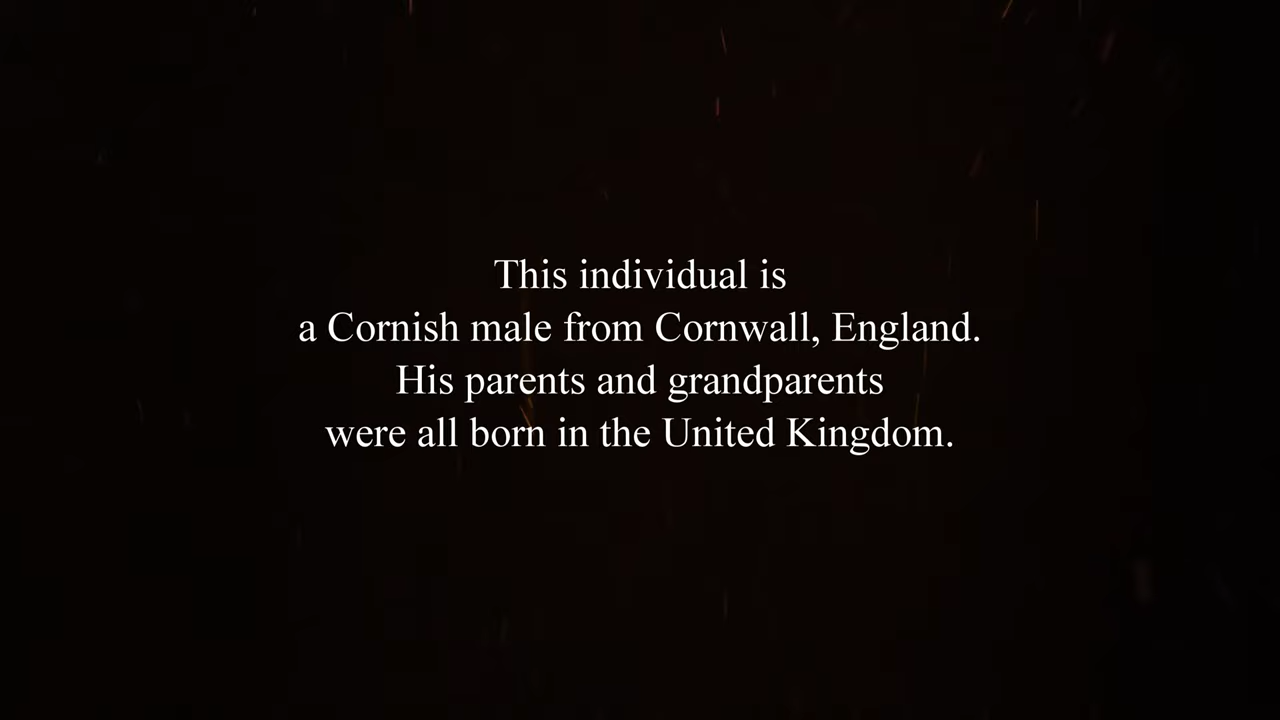 This individual is
a Cornish male from Cornwall, England.
His parents and grandparents
were all born in the United Kingdom.